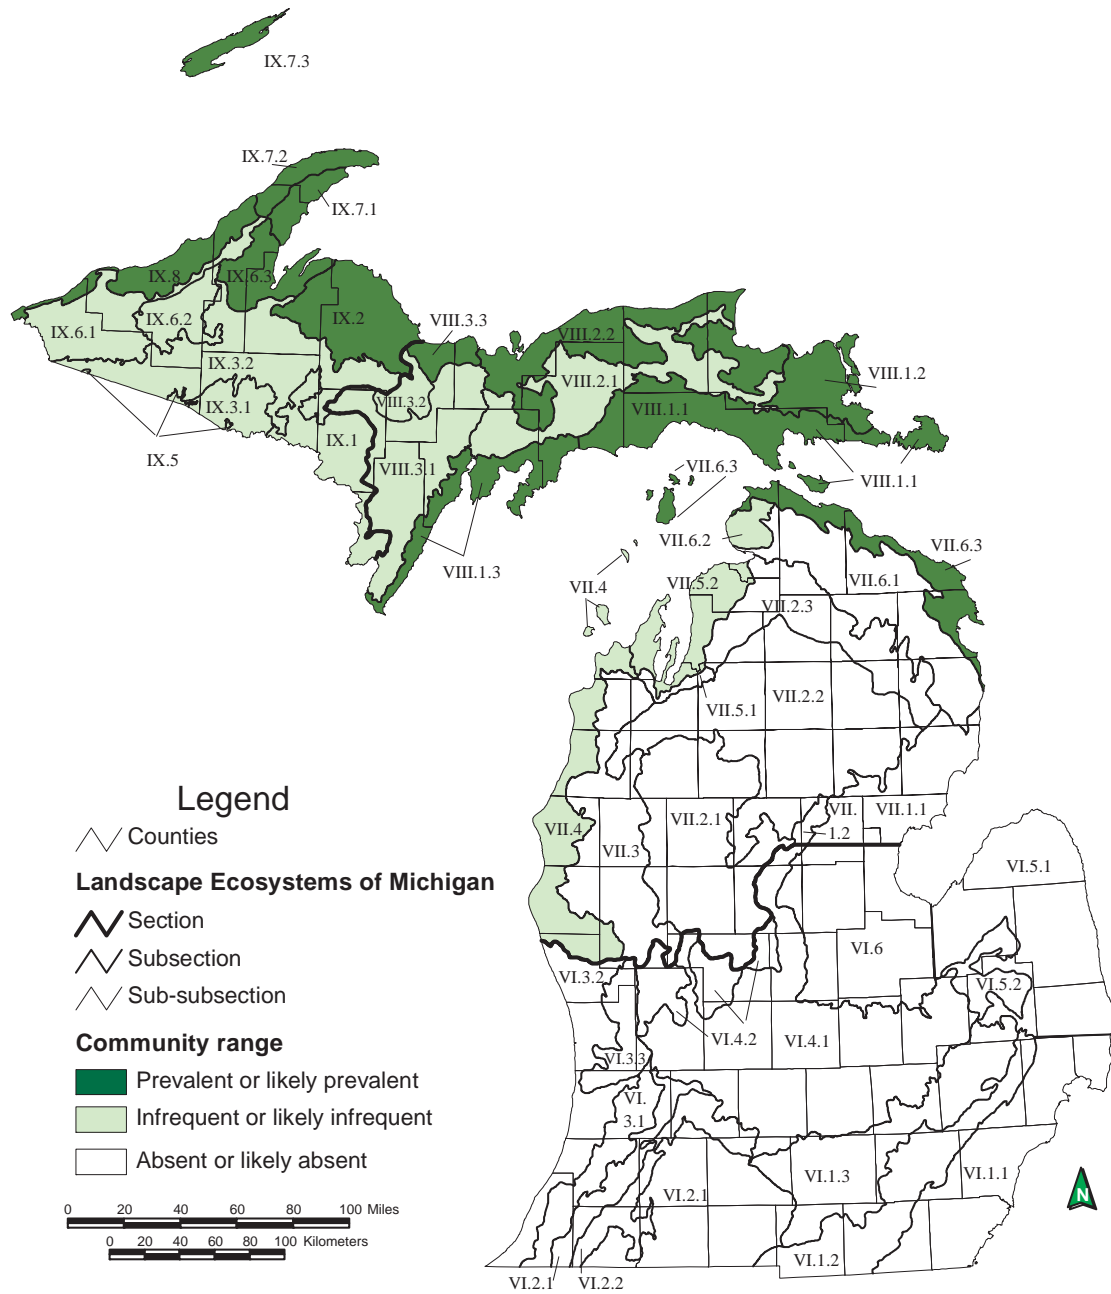 IX.7.3
IX.7.2
IX.7.1
IX.8
IX.6.3
IX.6.1
IX.6.2
IX.2
VIII.3.3
VIII.2.2
VIII.1.2
IX.3.2
VIII.2.1
VIII.3.2
VIII.1.1
IX.3.1
IX.1
IX.5
VIII.3.1
VII.6.3
VIII.1.1
VII.6.2
VII.6.3
VIII.1.3
VII.4
VII.5.2
VII.6.1
VII.2.3
VII.5.1
VII.2.2
Legend
Counties
Landscape Ecosystems of Michigan
Section
Subsection
Sub-subsection
Community range
Prevalent or likely prevalent
Infrequent or likely infrequent
Absent or likely absent
VII.4
VII.3
VII.2.1
VII.
1.2
VII.1.1
VI.5.1
VI.6
VI.3.2
VI.5.2
VI.4.2
VI.4.1
VI.3.3
VI.
3.1
VI.2.1
VI.1.3
VI.1.1
VI.1.2
VI.2.1
VI.2.2
N
0 20 40 60 80 100 Miles
0 20 40 60 80 100 Kilometers